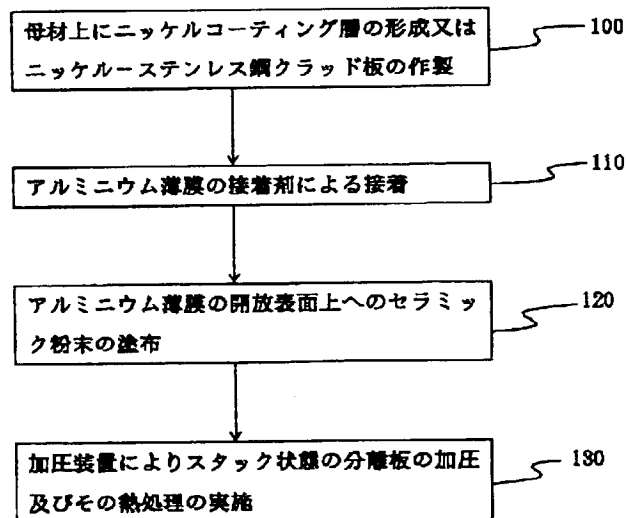 母材上にニッケルコーティング層の形成又は
ニッケルーステンレス鋼クラッド板の作製
100
アルミニウム薄膜の接着剤による接着
110
アルミニウム薄膜の開放表面上へのセラミッ
ク粉末の塗布
120
加圧装置によりスタック状態の分離板の加圧
及びその熱処理の実施
130